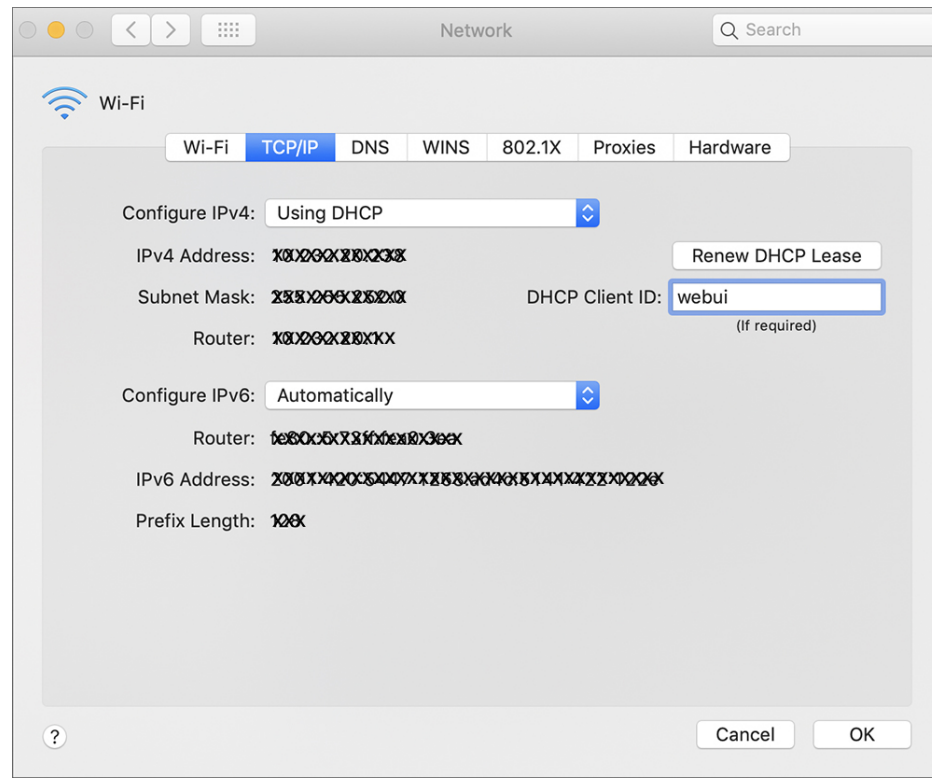 Network
Search
Wi-Fi
Wi-Fi TCP/IP DNS WINS 802.1X Proxies Hardware
Configure IPv4: Using DHCP
IPv4 Address: Renew DHCP Lease
Subnet Mask: DHCP Client ID: webui
(If required)
Router:
Configure IPv6: Automatically
Router:
IPv6 Address:
Prefix Length:
? Cancel OK